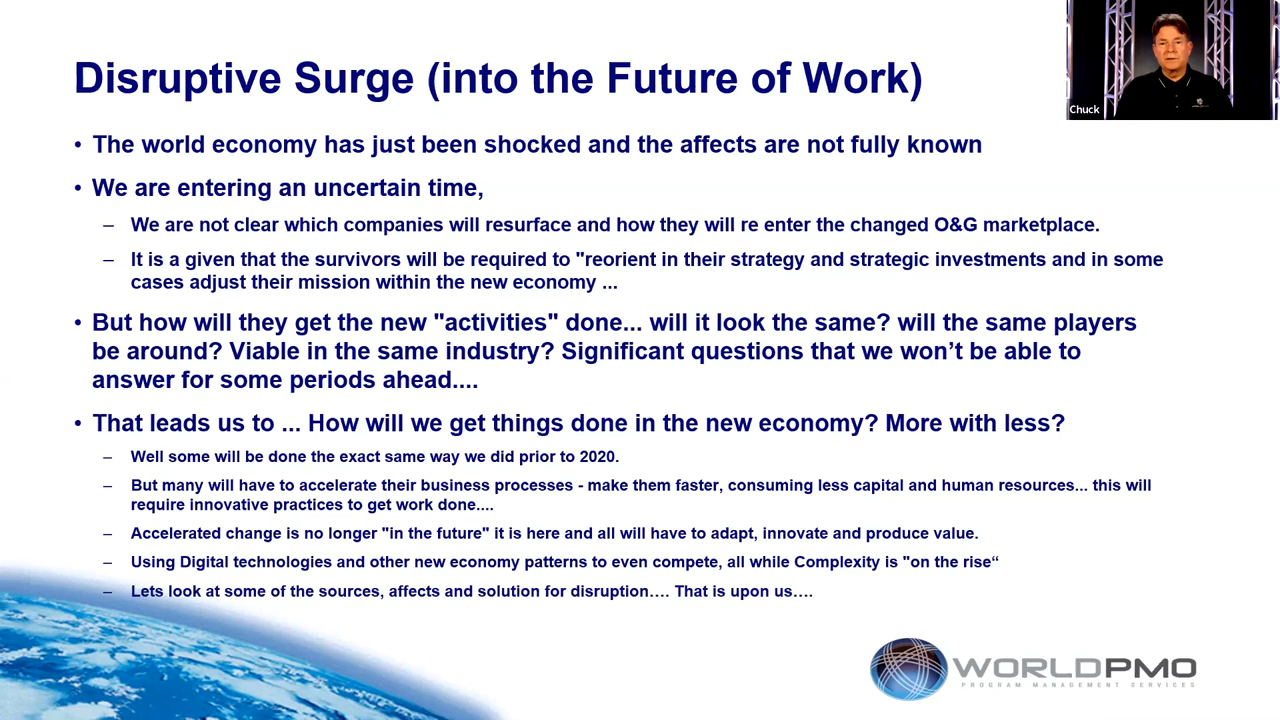 Disruptive Surge (into the Future of Work)
Chuck
• The world economy has just been shocked and the affects are not fully known
• We are entering an uncertain time,
– We are not clear which companies will resurface and how they will re enter the changed O&G marketplace.
– It is a given that the survivors will be required to "reorient in their strategy and strategic investments and in some
cases adjust their mission within the new economy ...
• But how will they get the new "activities" done... will it look the same? will the same players
be around? Viable in the same industry? Significant questions that we won’t be able to
answer for some periods ahead....
• That leads us to ... How will we get things done in the new economy? More with less?
– Well some will be done the exact same way we did prior to 2020.
– But many will have to accelerate their business processes - make them faster, consuming less capital and human resources... this will
require innovative practices to get work done....
– Accelerated change is no longer "in the future" it is here and all will have to adapt, innovate and produce value.
– Using Digital technologies and other new economy patterns to even compete, all while Complexity is "on the rise“
– Lets look at some of the sources, affects and solution for disruption…. That is upon us….
WORLDPMO
PROGRAM MANAGEMENT SERVICES